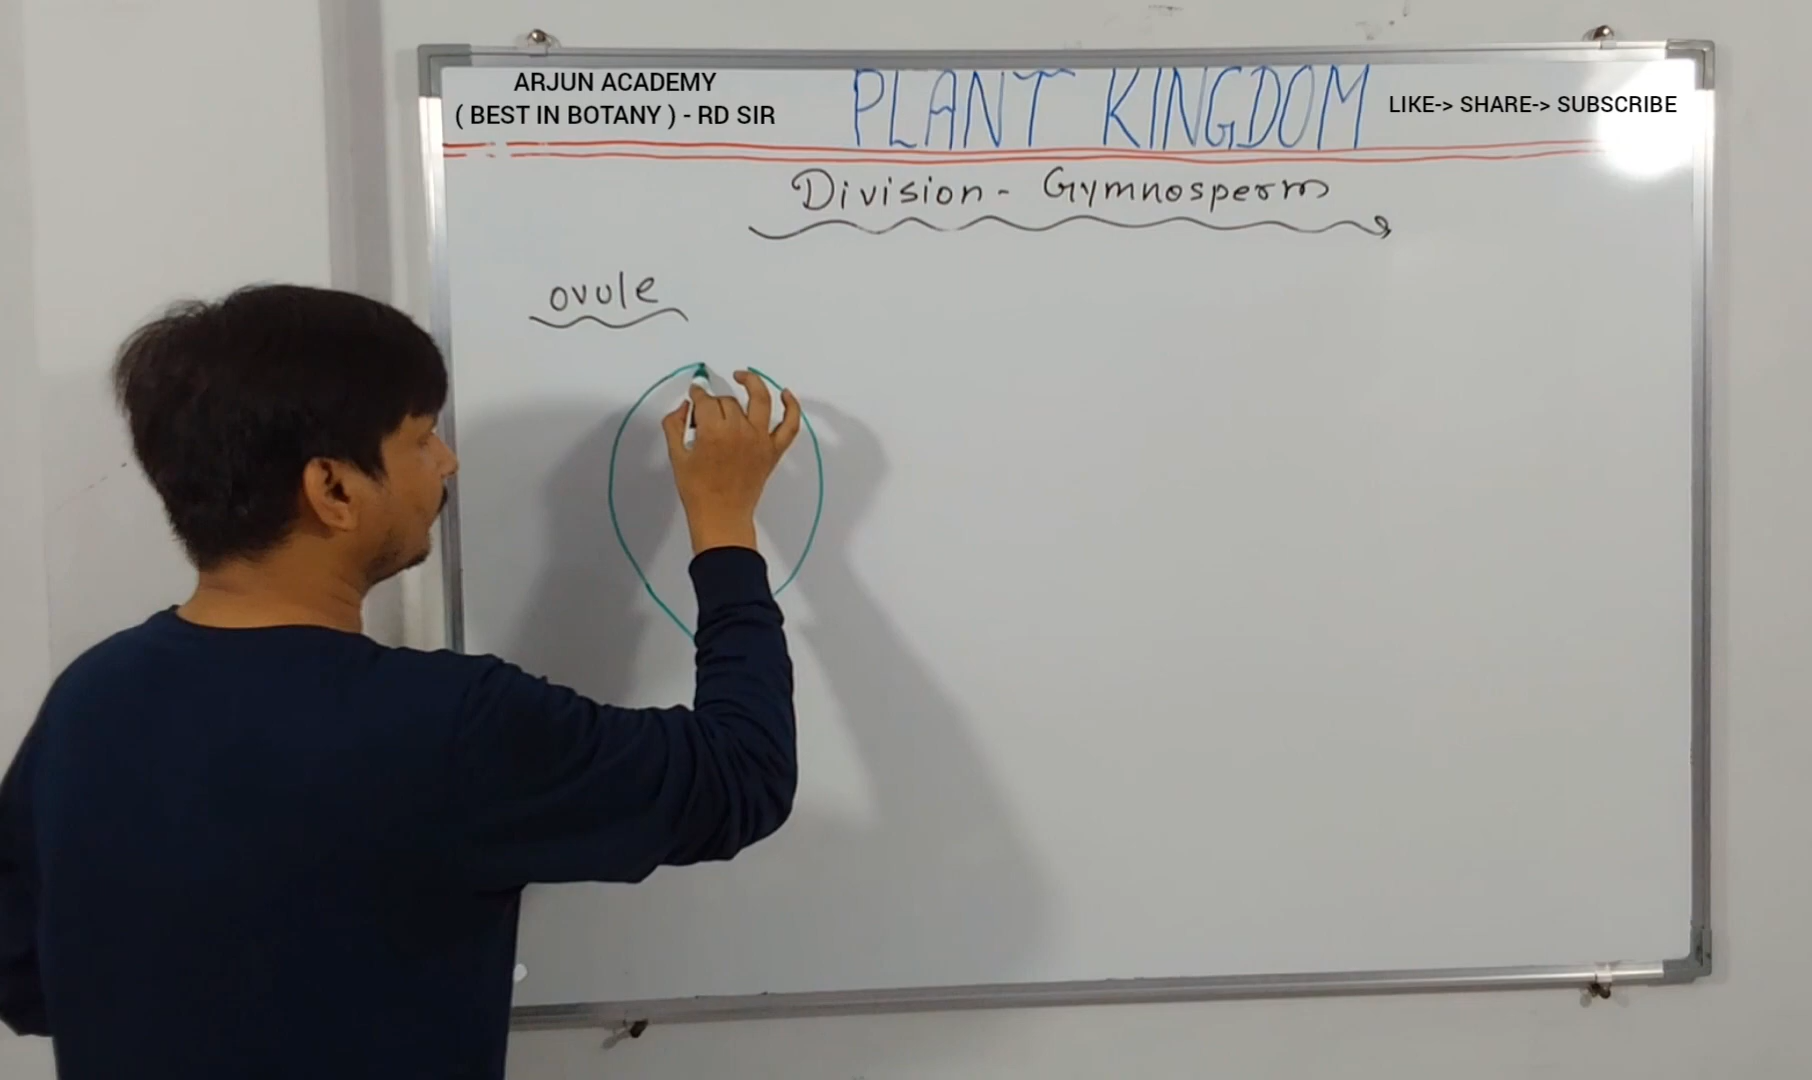 ARJUN ACADEMY
( BEST IN BOTANY ) - RD SIR
PLANT KINGDOM
LIKE-> SHARE-> SUBSCRIBE
Division - Gymnosperm
ovule